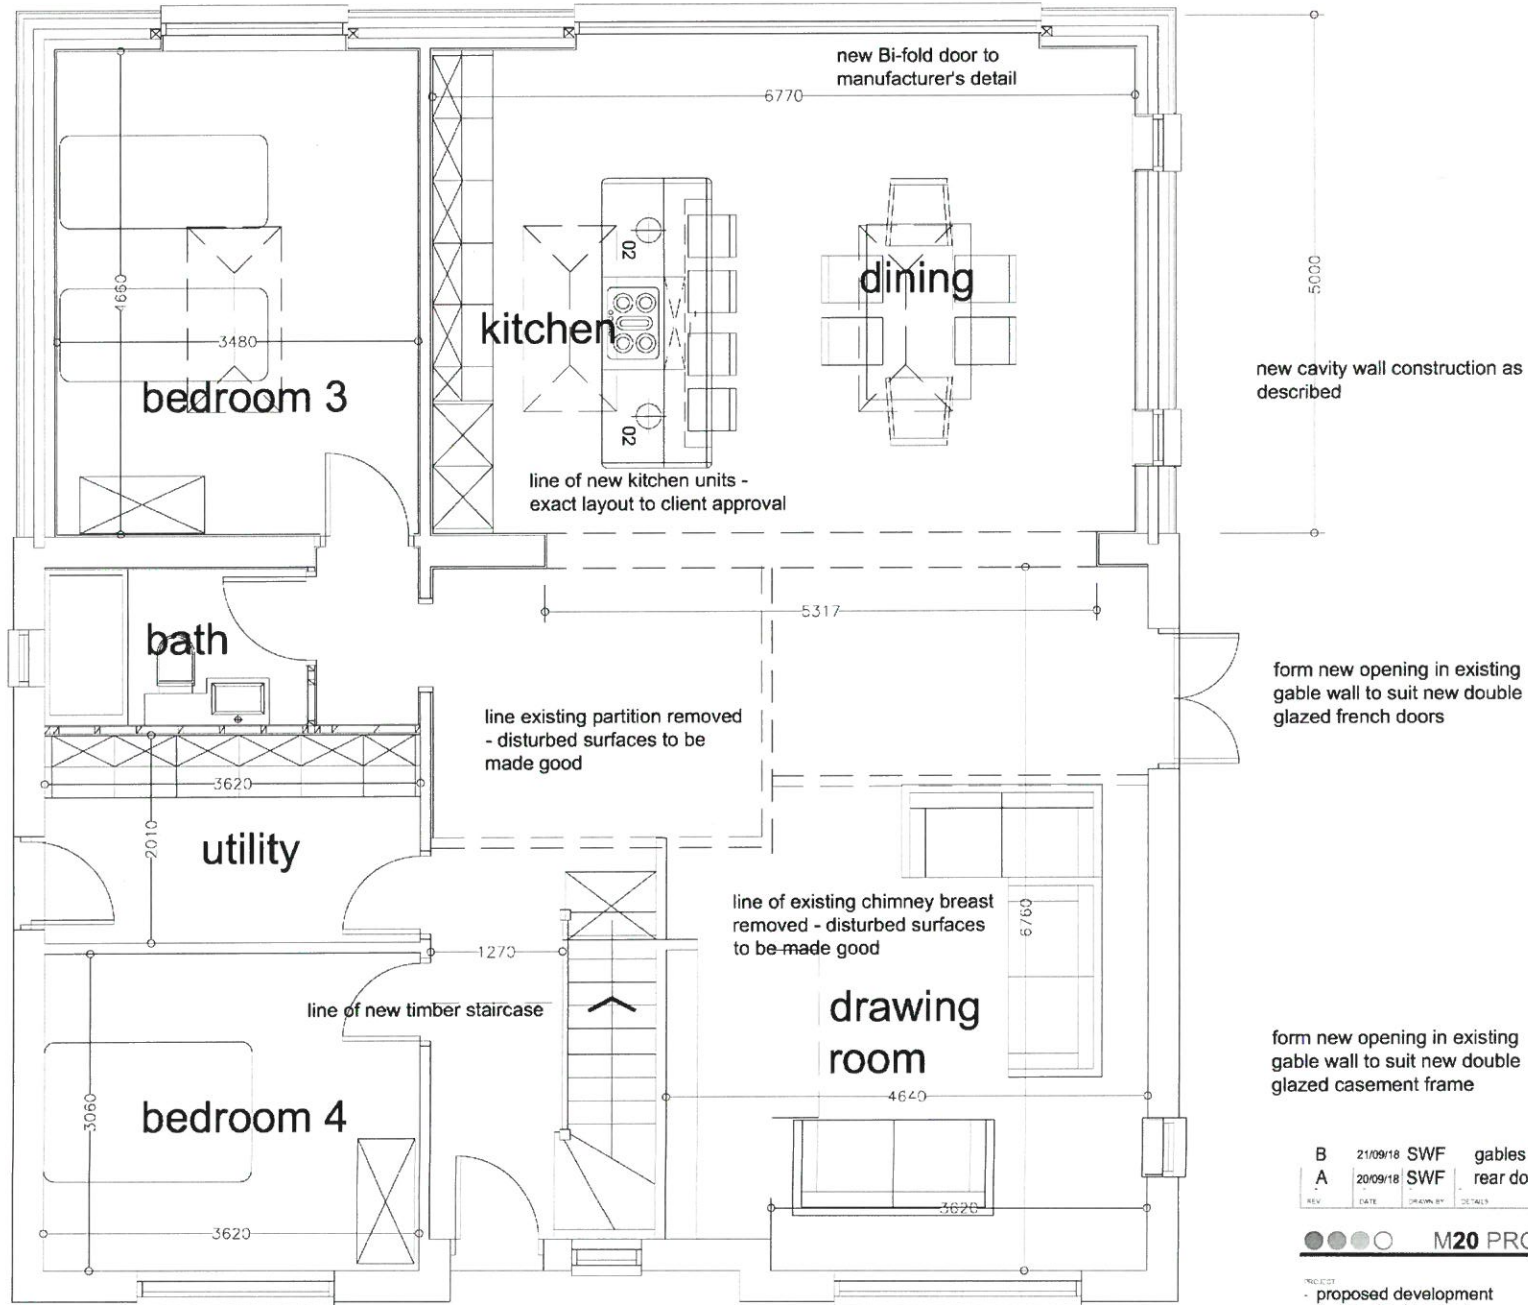 new Bi-fold door to
manufacturer's detail
6770
4660
3480
bedroom 3
kitchen
02
02
dining
5000
new cavity wall construction as
described
line of new kitchen units -
exact layout to client approval
5317
bath
form new opening in existing
gable wall to suit new double
glazed french doors
line existing partition removed
- disturbed surfaces to be
made good
3620
2010
utility
line of existing chimney breast
removed - disturbed surfaces
to be made good
6760
1270
line of new timber staircase
drawing
room
form new opening in existing
gable wall to suit new double
glazed casement frame
4640
3060
bedroom 4
3620
3620
B 21/09/18 SWF gables
A 20/09/18 SWF rear do
REV DATE DRAWN BY DETAILS
M20 PRO
PROJECT
- proposed development